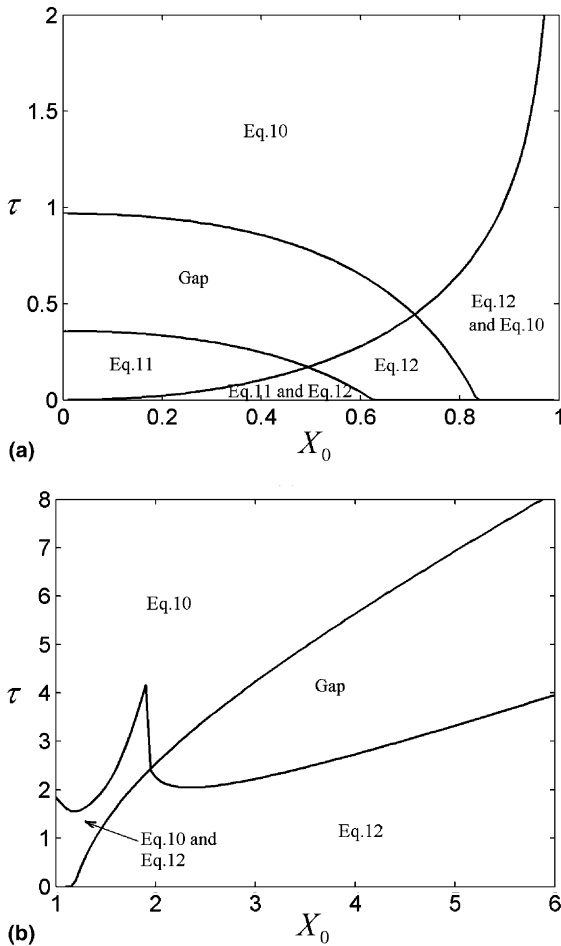 2
1.5
1
0.5
0
τ
Eq.10
Gap
Eq.11
Eq.12
Eq.12
and Eq.10
Eq.11 and Eq.12
0 0.2 0.4 0.6 0.8 1
X0
(a)
8
7
6
5
4
3
2
1
0
τ
Eq.10
Gap
Eq.10 and
Eq.12
Eq.12
1 2 3 4 5 6
X0
(b)